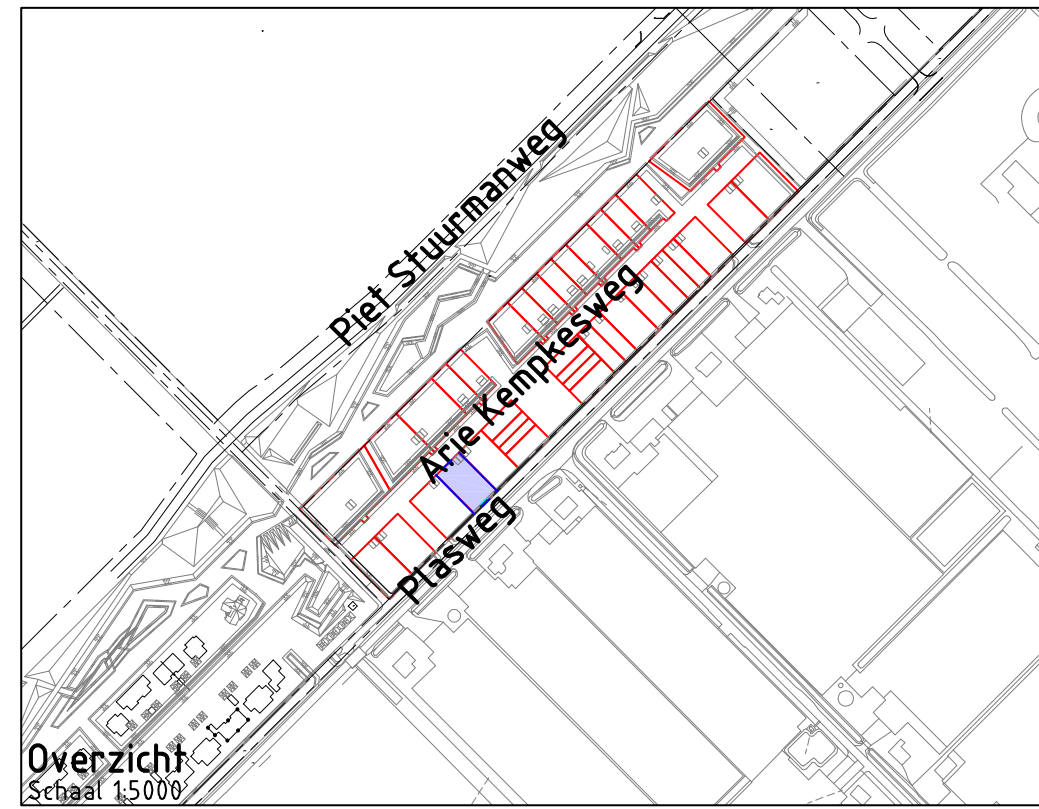 Piet Stuurmanweg
Arie Kempkesweg
Plasweg
Overzicht
Schaal 1:5000